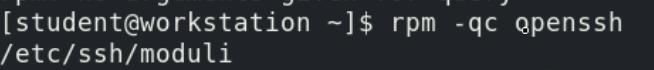 [student@workstation ~]$ rpm -qc openssh
/etc/ssh/moduli